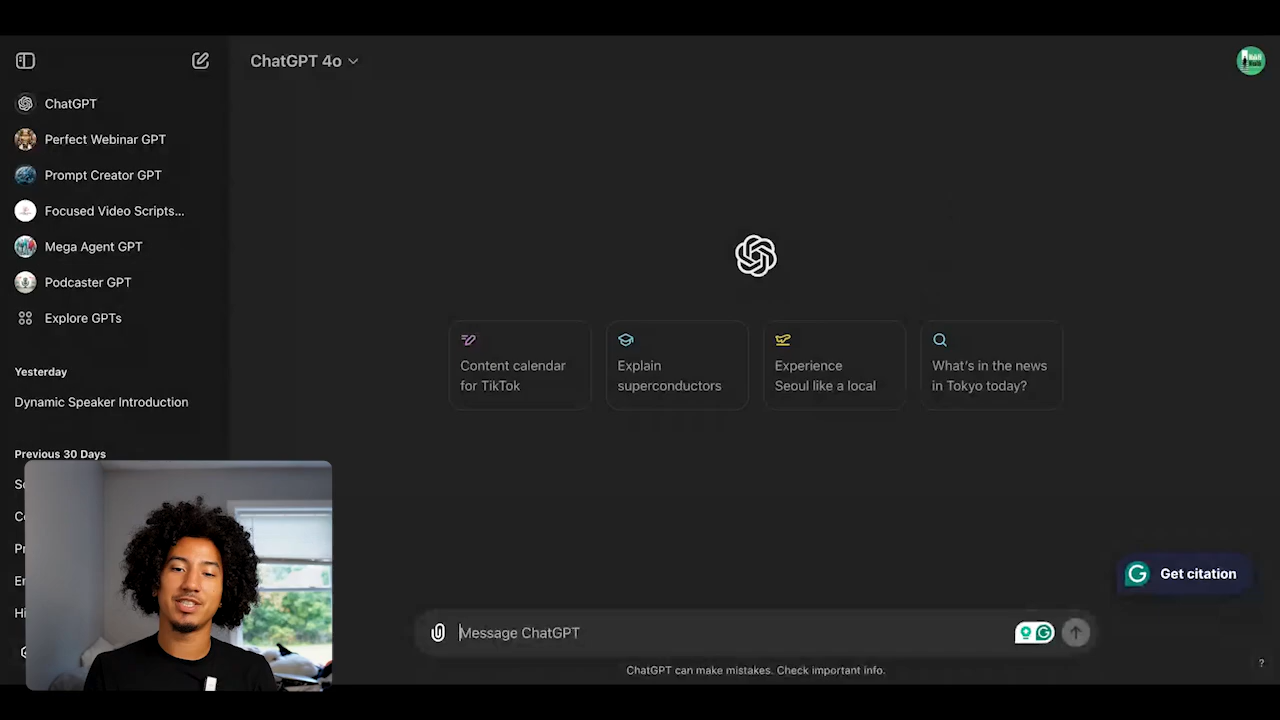 ChatGPT 4o
ChatGPT
Perfect Webinar GPT
Prompt Creator GPT
Focused Video Scripts...
Mega Agent GPT
Podcaster GPT
Explore GPTs
Yesterday
Dynamic Speaker Introduction
Previous 30 Days
Content calendar
for TikTok
Explain
superconductors
Experience
Seoul like a local
What's in the news
in Tokyo today?
G Get citation
Message ChatGPT
ChatGPT can make mistakes. Check important info.
?